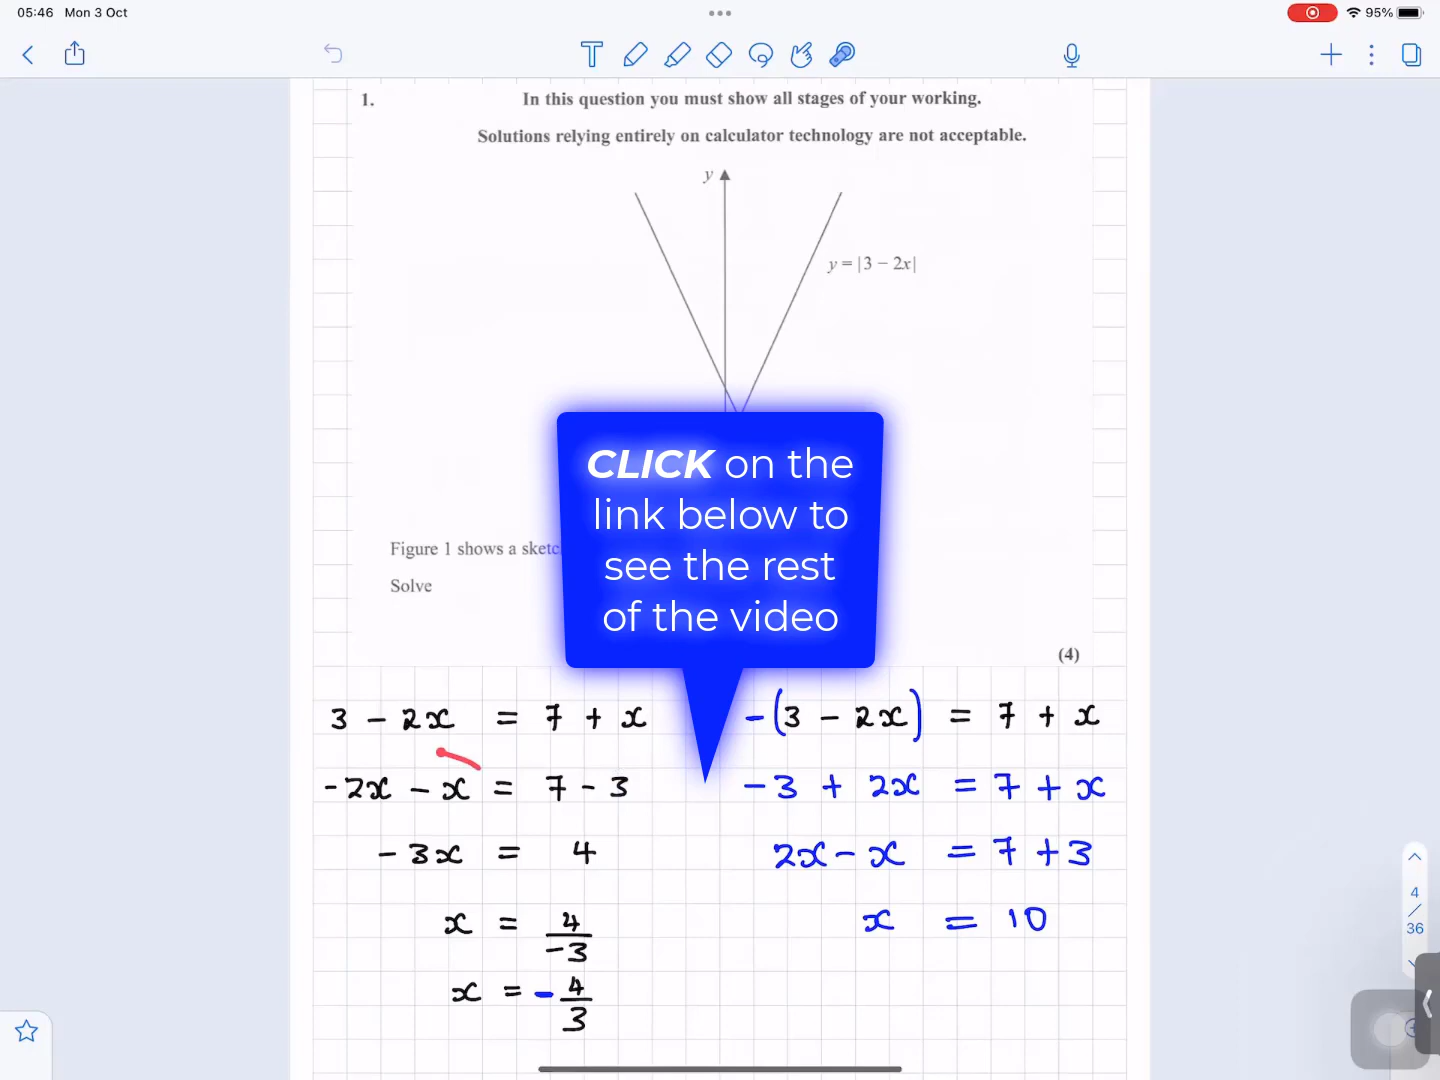 05:46 Mon 3 Oct
95%
1. In this question you must show all stages of your working.
Solutions relying entirely on calculator technology are not acceptable.
y
y = |3 − 2x|
CLICK on the
link below to
see the rest
of the video
Figure 1 shows a sketc
Solve
(4)
3 − 2x = 7 + x
-2x − x = 7 − 3
− 3x = 4
x = 4/−3
x = − 4/3
−(3 − 2x) = 7 + x
−3 + 2x = 7 + x
2x − x = 7 + 3
x = 10
4
/
36